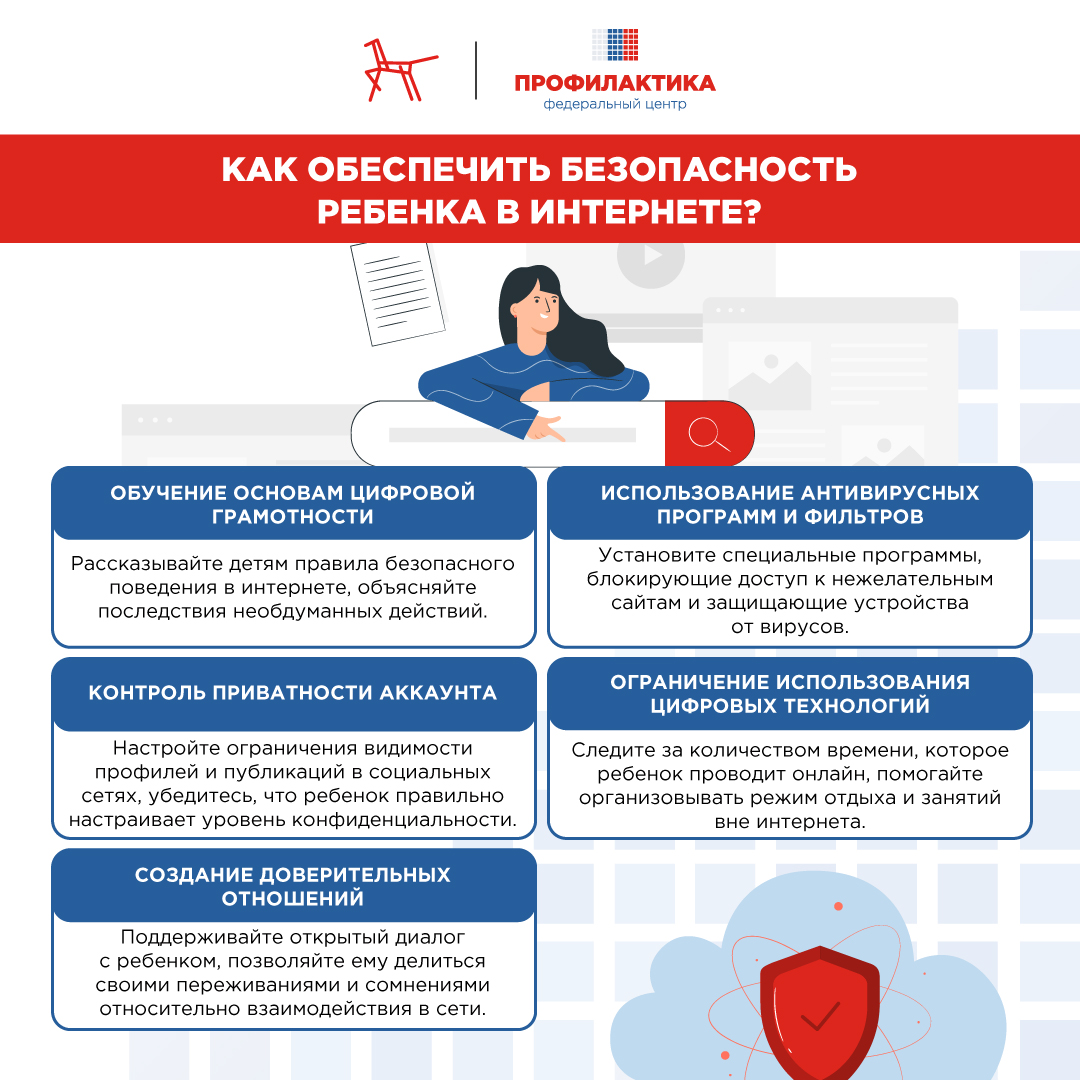 ПРОФИЛАКТИКА
федеральный центр
КАК ОБЕСПЕЧИТЬ БЕЗОПАСНОСТЬ
РЕБЕНКА В ИНТЕРНЕТЕ?
ОБУЧЕНИЕ ОСНОВАМ ЦИФРОВОЙ
ГРАМОТНОСТИ
Рассказывайте детям правила безопасного
поведения в интернете, объясняйте
последствия необдуманных действий.
ИСПОЛЬЗОВАНИЕ АНТИВИРУСНЫХ
ПРОГРАММ И ФИЛЬТРОВ
Установите специальные программы,
блокирующие доступ к нежелательным
сайтам и защищающие устройства
от вирусов.
КОНТРОЛЬ ПРИВАТНОСТИ АККАУНТА
Настройте ограничения видимости
профилей и публикаций в социальных
сетях, убедитесь, что ребенок правильно
настраивает уровень конфиденциальности.
ОГРАНИЧЕНИЕ ИСПОЛЬЗОВАНИЯ
ЦИФРОВЫХ ТЕХНОЛОГИЙ
Следите за количеством времени, которое
ребенок проводит онлайн, помогайте
организовывать режим отдыха и занятий
вне интернета.
СОЗДАНИЕ ДОВЕРИТЕЛЬНЫХ
ОТНОШЕНИЙ
Поддерживайте открытый диалог
с ребенком, позволяйте ему делиться
своими переживаниями и сомнениями
относительно взаимодействия в сети.